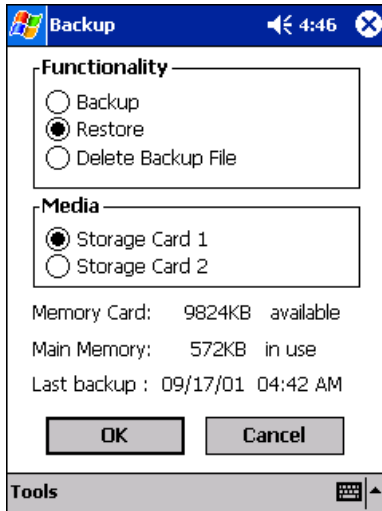 Backup 4:46
Functionality
Backup
Restore
Delete Backup File
Media
Storage Card 1
Storage Card 2
Memory Card: 9824KB available
Main Memory: 572KB in use
Last backup : 09/17/01 04:42 AM
OK Cancel
Tools